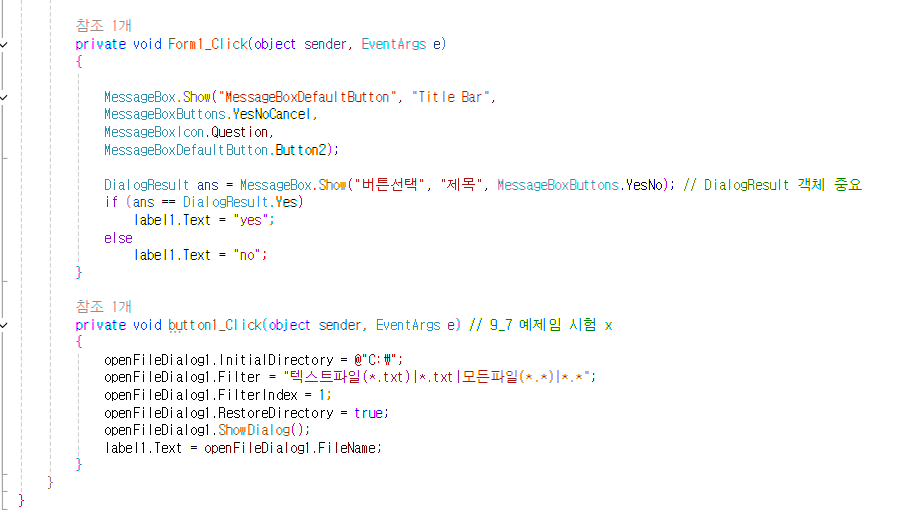 참조 1개
private void Form1_Click(object sender, EventArgs e)
{
MessageBox.Show("MessageBoxDefaultButton", "Title Bar",
MessageBoxButtons.YesNoCancel,
MessageBoxIcon.Question,
MessageBoxDefaultButton.Button2);
DialogResult ans = MessageBox.Show("버튼선택", "제목", MessageBoxButtons.YesNo); // DialogResult 객체 중요
if (ans == DialogResult.Yes)
label1.Text = "yes";
else
label1.Text = "no";
}
참조 1개
private void button1_Click(object sender, EventArgs e) // 9_7 예제임 시험 x
{
openFileDialog1.InitialDirectory = @"C:\";
openFileDialog1.Filter = "텍스트파일(*.txt)|*.txt|모든파일(*.*)|*.*";
openFileDialog1.FilterIndex = 1;
openFileDialog1.RestoreDirectory = true;
openFileDialog1.ShowDialog();
label1.Text = openFileDialog1.FileName;
}
}
}